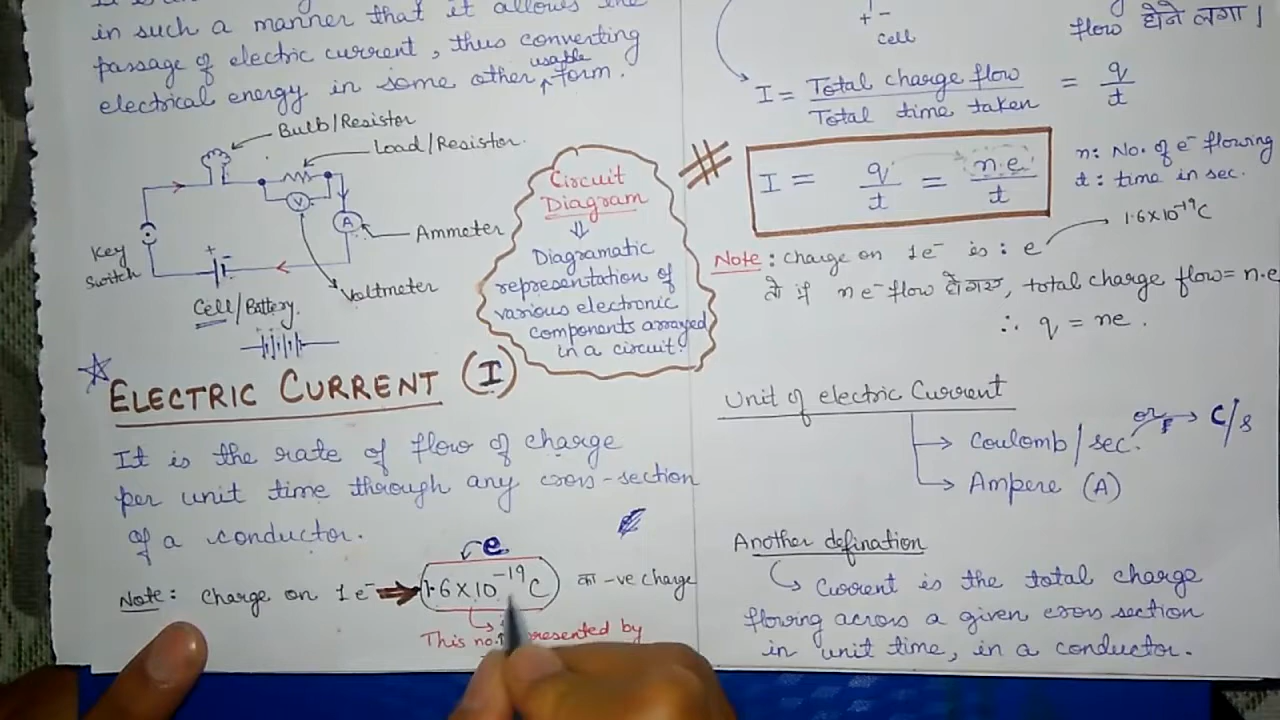 in such a manner that it allows the
passage of electric current, thus converting
electrical energy in some other usable form.
Bulb/Resistor
Load/Resistor.
V
A
Ammeter
Key
Switch
+
Voltmeter
Cell/Battery.
Circuit
Diagram
⇓
Diagramatic
representation of
various electronic
components arrayed
in a circuit.
ELECTRIC CURRENT (I)
It is the rate of flow of charge
per unit time through any cross-section
of a conductor.
e
Note: Charge on 1e⁻ → 1.6×10⁻¹⁹C का -ve charge
This no. represented by
+ -
cell
flow होने लगा।
I = Total charge flow / Total time taken = q/t
I = q/t = n.e/t
n: No. of e⁻ flowing
t: time in sec.
1.6×10⁻¹⁹C
Note: charge on 1e⁻ is : e
तो if n e⁻ flow होगए, total charge flow = n.e
∴ q = ne.
Unit of electric Current
→ Coulomb/sec. or → C/s
→ Ampere (A)
Another defination
Current is the total charge
flowing across a given cross section
in unit time, in a conductor.